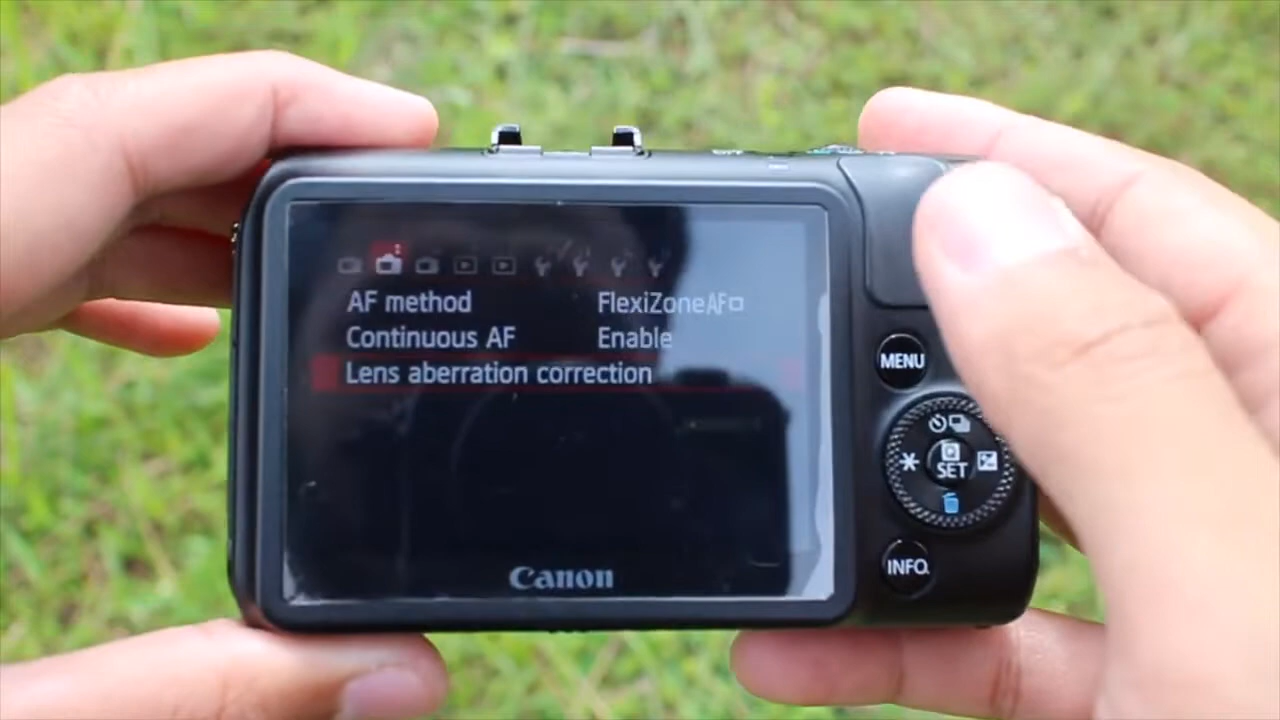 AF method FlexiZoneAF
Continuous AF Enable
Lens aberration correction
MENU
SET
INFO.
Canon